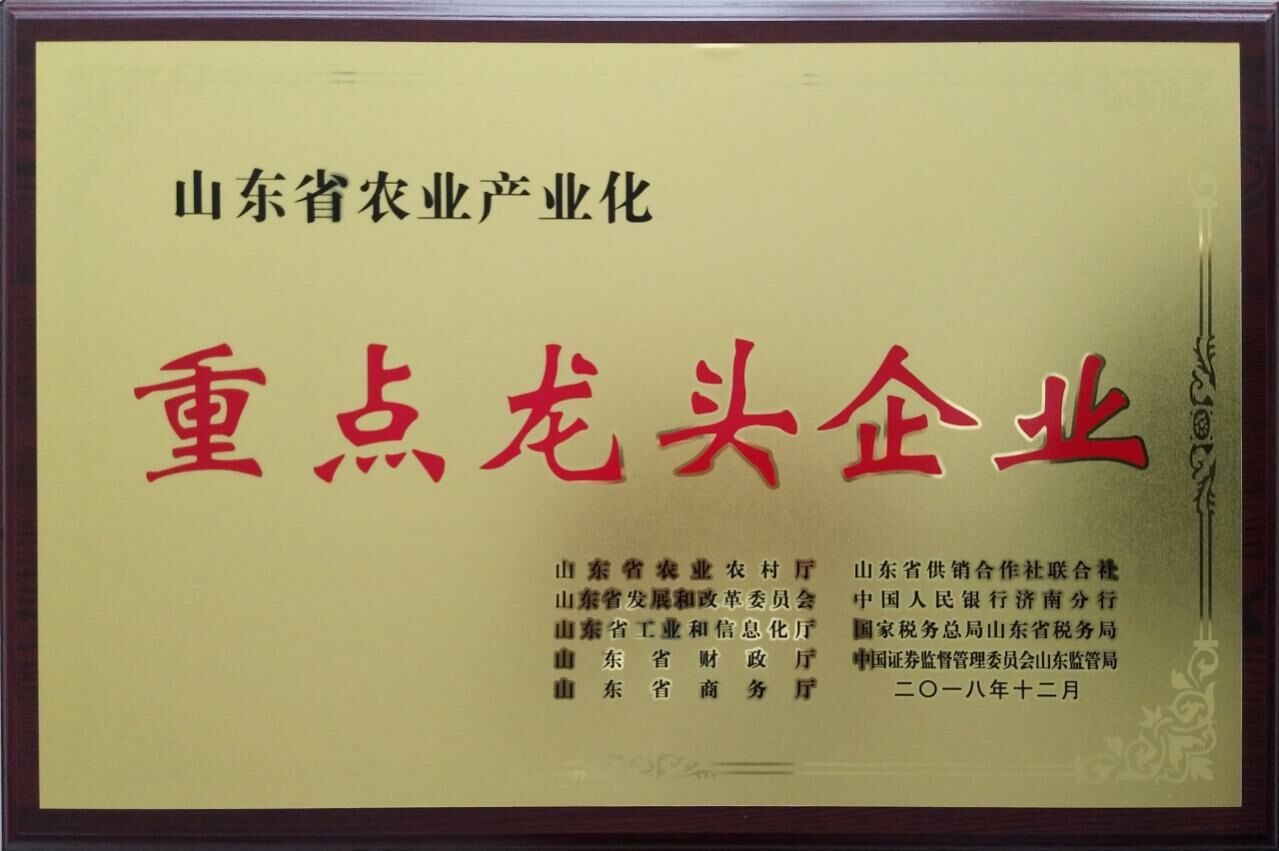 山东省农业产业化
重点龙头企业
山东省农业农村厅
山东省发展和改革委员会
山东省工业和信息化厅
山东省财政厅
山东省商务厅
山东省供销合作社联合社
中国人民银行济南分行
国家税务总局山东省税务局
中国证券监督管理委员会山东监管局
二〇一八年十二月